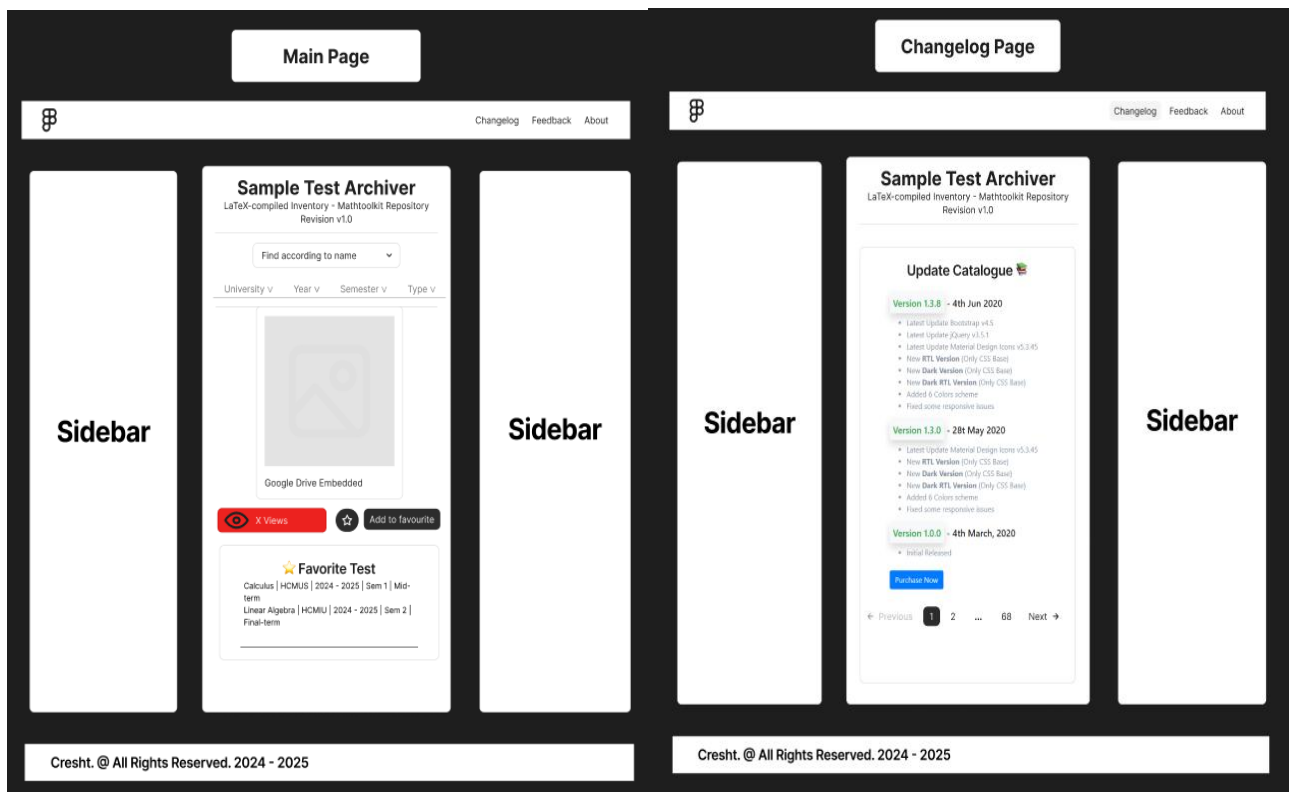 Main Page
Changelog Feedback About
Sidebar
Sample Test Archiver
LaTeX-compiled Inventory - Mathtoolkit Repository
Revision v1.0
Find according to name
University v Year v Semester v Type v
Google Drive Embedded
X Views
Add to favourite
Favorite Test
Calculus | HCMUS | 2024 - 2025 | Sem 1 | Mid-
term
Linear Algebra | HCMIU | 2024 - 2025 | Sem 2 |
Final-term
Sidebar
Cresht. @ All Rights Reserved. 2024 - 2025
Changelog Page
Changelog Feedback About
Sidebar
Sample Test Archiver
LaTeX-compiled Inventory - Mathtoolkit Repository
Revision v1.0
Update Catalogue
Version 1.3.8 - 4th Jun 2020
Latest Update Bootstrap v4.5
Latest Update jQuery v3.5.1
Latest Update Material Design Icons v5.3.45
New RTL Version (Only CSS Base)
New Dark Version (Only CSS Base)
New Dark RTL Version (Only CSS Base)
Added 6 Colors scheme
Fixed some responsive issues
Version 1.3.0 - 28t May 2020
Latest Update Material Design Icons v5.3.45
New RTL Version (Only CSS Base)
New Dark Version (Only CSS Base)
New Dark RTL Version (Only CSS Base)
Added 6 Colors scheme
Fixed some responsive issues
Version 1.0.0 - 4th March, 2020
Initial Released
Purchase Now
← Previous 1 2 ... 68 Next →
Sidebar
Cresht. @ All Rights Reserved. 2024 - 2025